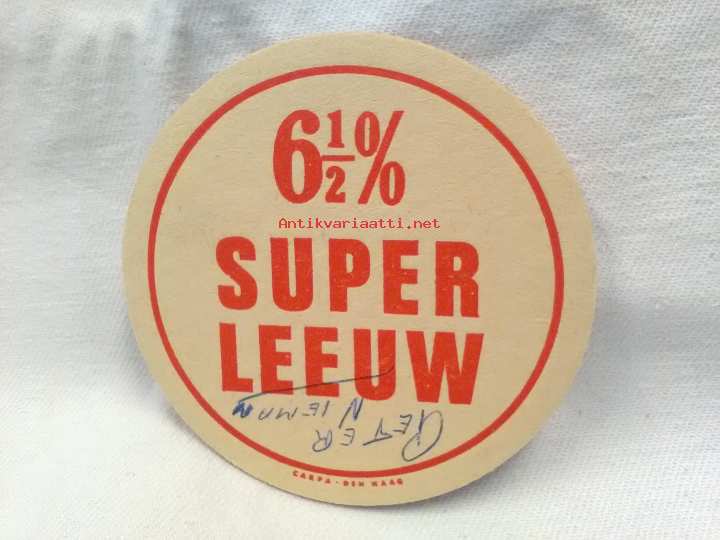 6½%
Antikvariaatti.net
SUPER
LEEUW
PETER
NIEMAN
CARPA - DEN HAAG